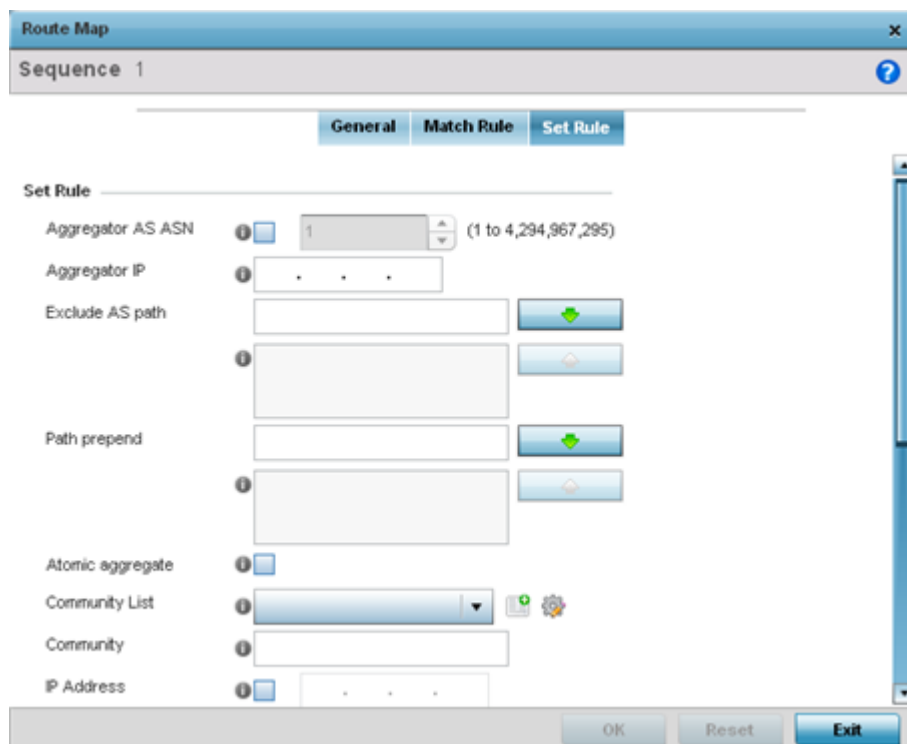 Route Map
Sequence 1
General Match Rule Set Rule
Set Rule
Aggregator AS ASN 1 (1 to 4,294,967,295)
Aggregator IP . . .
Exclude AS path
Path prepend
Atomic aggregate
Community List
Community
IP Address . . .
OK Reset Exit